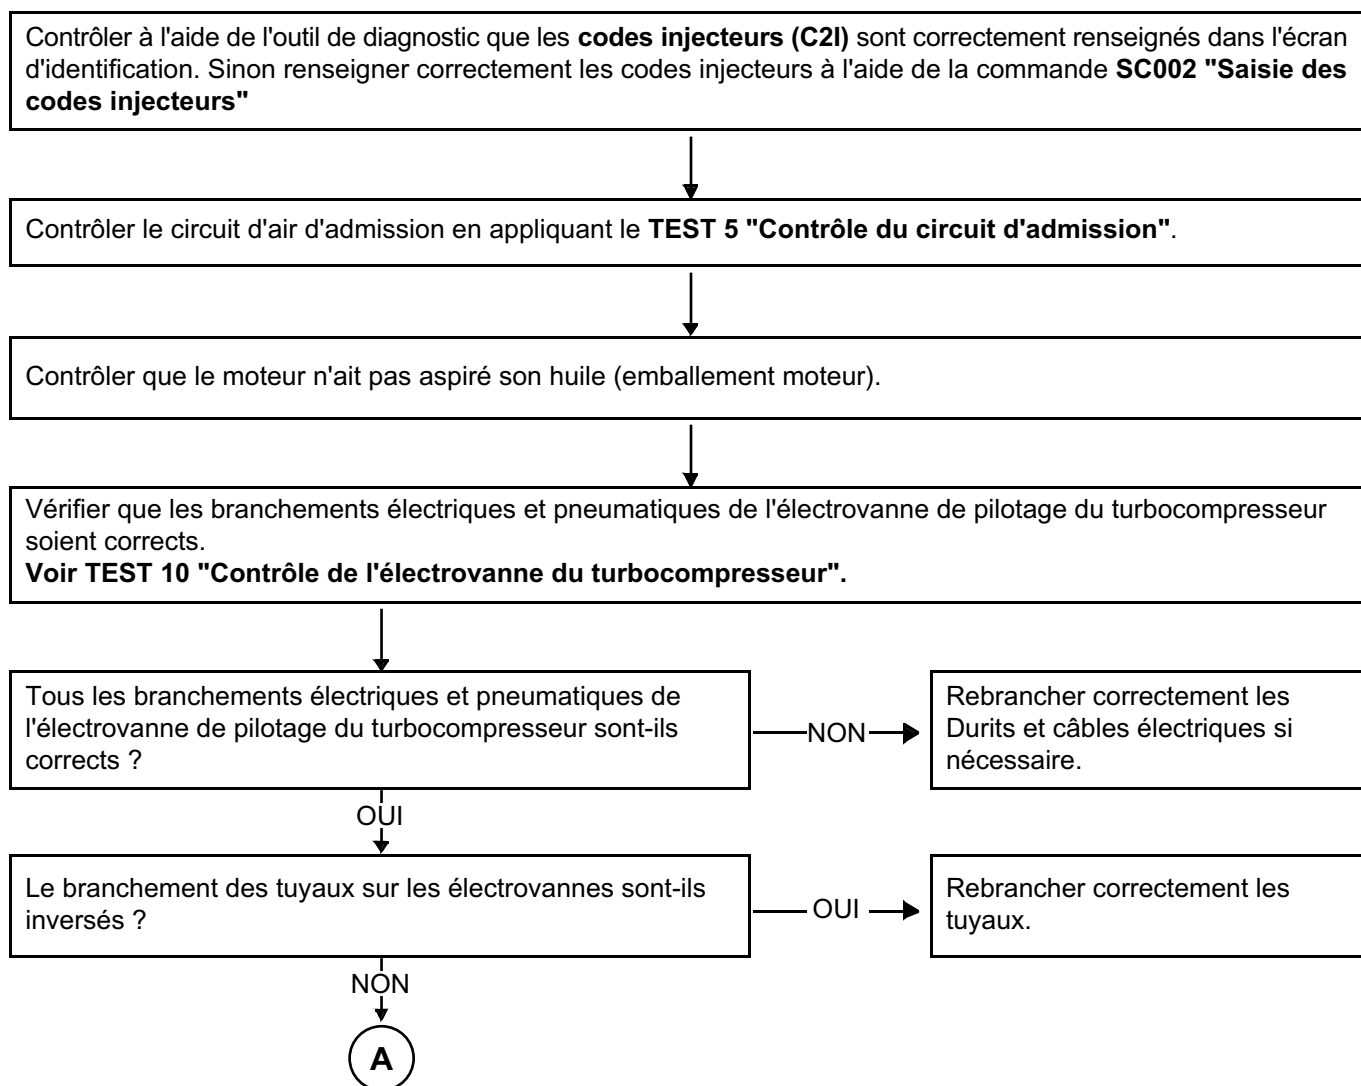 Contrôler à l'aide de l'outil de diagnostic que les codes injecteurs (C2I) sont correctement renseignés dans l'écran
d'identification. Sinon renseigner correctement les codes injecteurs à l'aide de la commande SC002 "Saisie des
codes injecteurs"
Contrôler le circuit d'air d'admission en appliquant le TEST 5 "Contrôle du circuit d'admission".
Contrôler que le moteur n'ait pas aspiré son huile (emballement moteur).
Vérifier que les branchements électriques et pneumatiques de l'électrovanne de pilotage du turbocompresseur
soient corrects.
Voir TEST 10 "Contrôle de l'électrovanne du turbocompresseur".
Tous les branchements électriques et pneumatiques de
l'électrovanne de pilotage du turbocompresseur sont-ils
corrects ?
NON
Rebrancher correctement les
Durits et câbles électriques si
nécessaire.
OUI
Le branchement des tuyaux sur les électrovannes sont-ils
inversés ?
OUI
Rebrancher correctement les
tuyaux.
NON
A